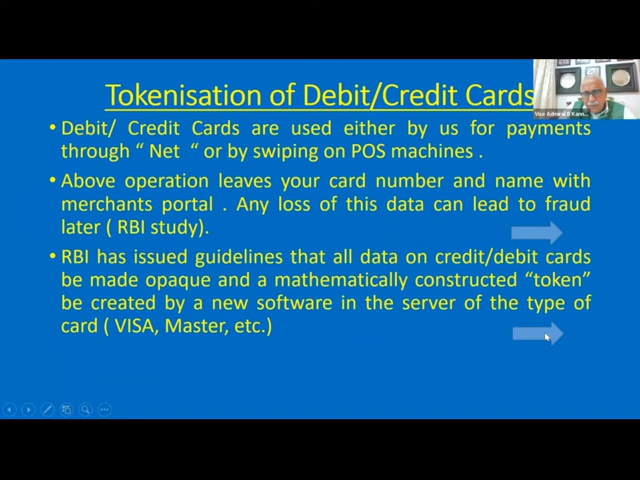 Tokenisation of Debit/Credit Cards
Vice Admiral B Kann...
• Debit/ Credit Cards are used either by us for payments
through “ Net “ or by swiping on POS machines .
• Above operation leaves your card number and name with
merchants portal . Any loss of this data can lead to fraud
later ( RBI study).
• RBI has issued guidelines that all data on credit/debit cards
be made opaque and a mathematically constructed “token”
be created by a new software in the server of the type of
card ( VISA, Master, etc.)